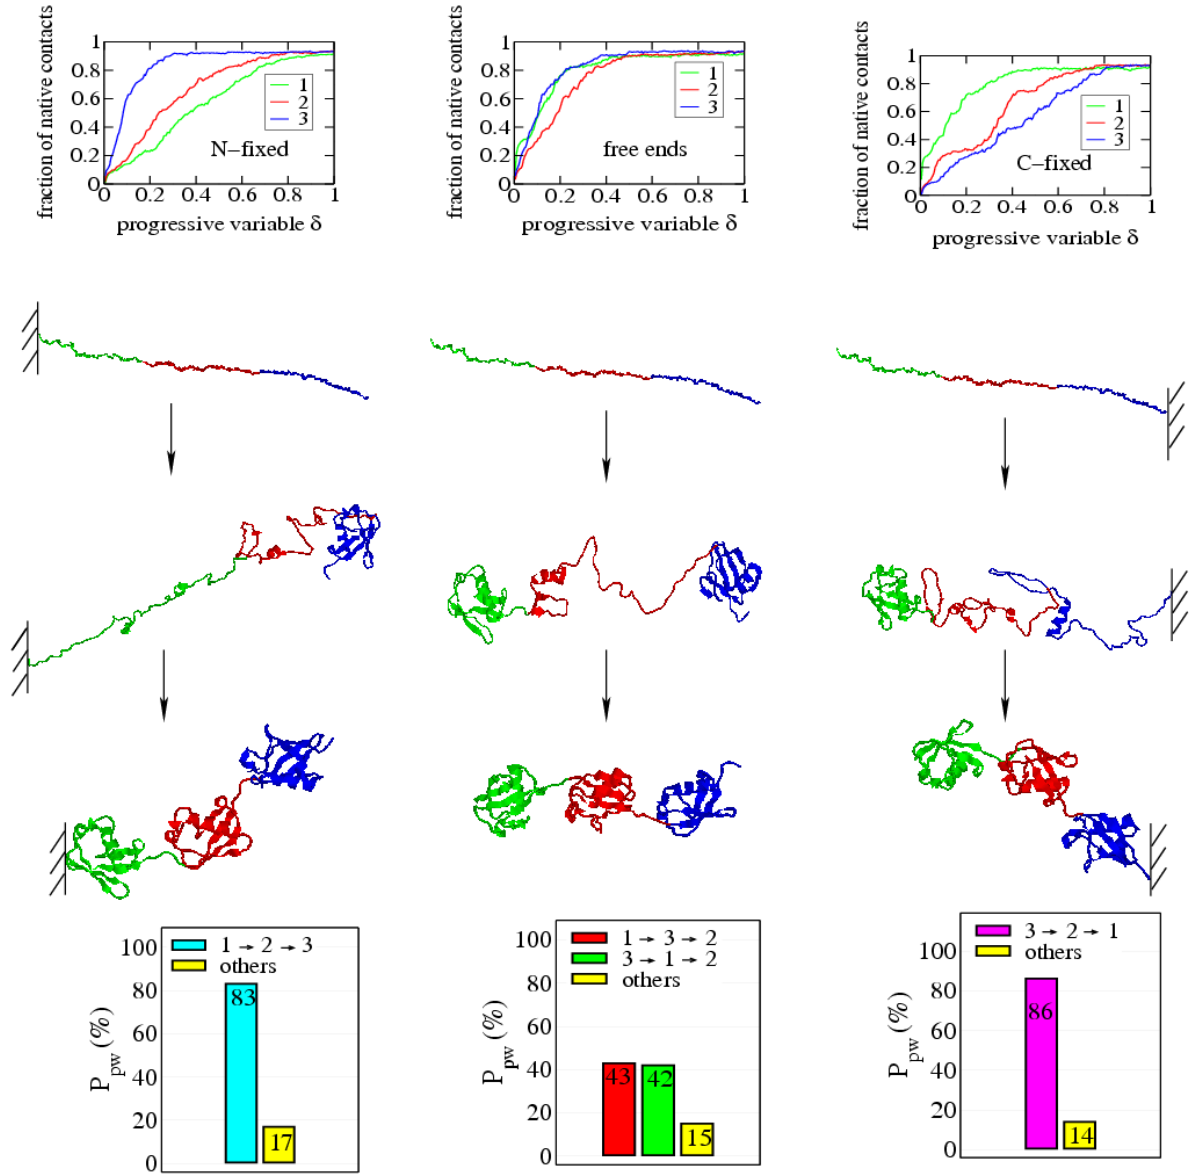 fraction of native contacts
1
0.8
0.6
0.4
0.2
0
1
2
3
N−fixed
0 0.2 0.4 0.6 0.8 1
progressive variable δ
fraction of native contacts
1
0.8
0.6
0.4
0.2
0
1
2
3
free ends
0 0.2 0.4 0.6 0.8 1
progressive variable δ
fraction of native contacts
1
0.8
0.6
0.4
0.2
0
1
2
3
C−fixed
0 0.2 0.4 0.6 0.8 1
progressive variable δ
P_pw (%)
100
80
60
40
20
0
1 → 2 → 3
others
83
17
P_pw (%)
100
80
60
40
20
0
1 → 3 → 2
3 → 1 → 2
others
43
42
15
P_pw (%)
100
80
60
40
20
0
3 → 2 → 1
others
86
14